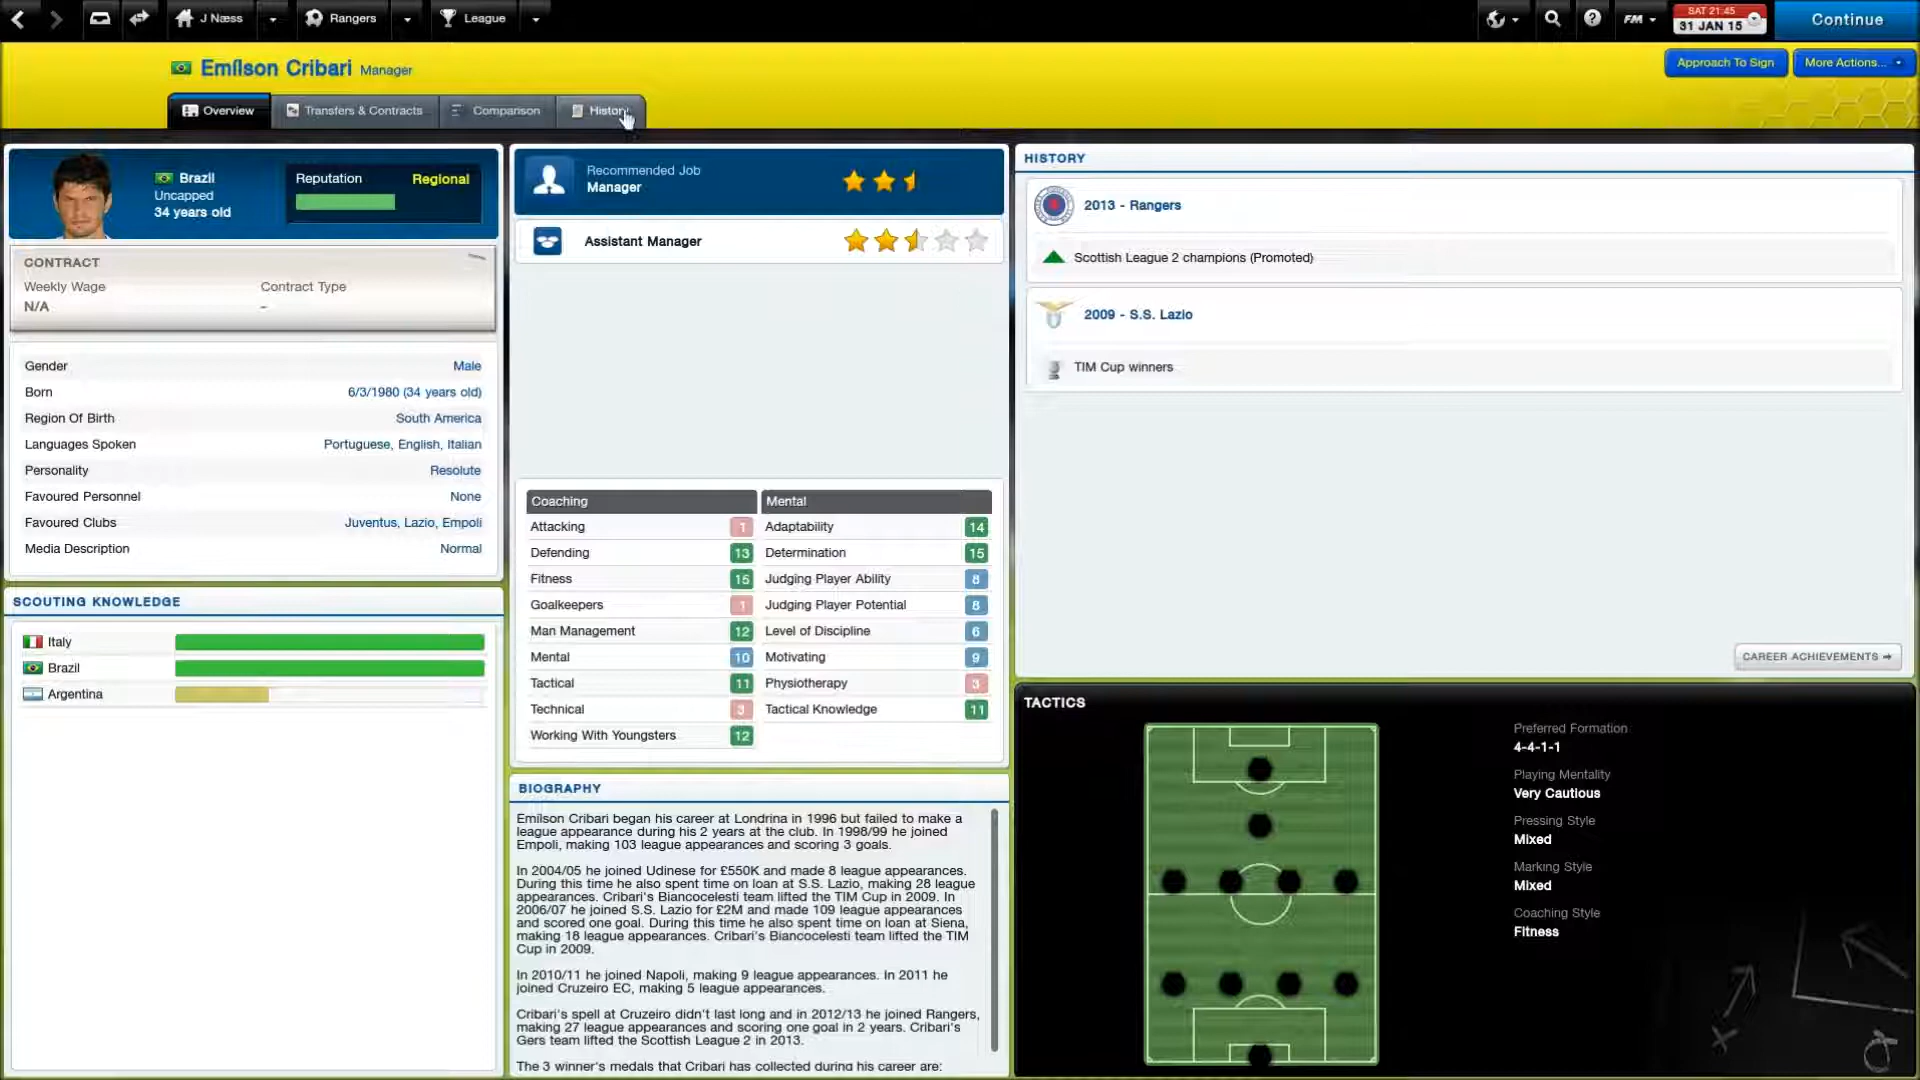 J Næss
Rangers
League
FM
SAT 21:45
31 JAN 15
Continue
Emílson Cribari Manager
Approach To Sign
More Actions...
Overview
Transfers & Contracts
Comparison
History
Brazil
Uncapped
34 years old
Reputation Regional
CONTRACT
Weekly Wage Contract Type
N/A -
Gender Male
Born 6/3/1980 (34 years old)
Region Of Birth South America
Languages Spoken Portuguese, English, Italian
Personality Resolute
Favoured Personnel None
Favoured Clubs Juventus, Lazio, Empoli
Media Description Normal
SCOUTING KNOWLEDGE
Italy
Brazil
Argentina
Recommended Job
Manager
Assistant Manager
Coaching Mental
Attacking 1 Adaptability 14
Defending 13 Determination 15
Fitness 15 Judging Player Ability 8
Goalkeepers 1 Judging Player Potential 8
Man Management 12 Level of Discipline 6
Mental 10 Motivating 9
Tactical 11 Physiotherapy 3
Technical 3 Tactical Knowledge 11
Working With Youngsters 12
BIOGRAPHY
Emílson Cribari began his career at Londrina in 1996 but failed to make a
league appearance during his 2 years at the club. In 1998/99 he joined
Empoli, making 103 league appearances and scoring 3 goals.
In 2004/05 he joined Udinese for £550K and made 8 league appearances.
During this time he also spent time on loan at S.S. Lazio, making 28 league
appearances. Cribari's Biancocelesti team lifted the TIM Cup in 2009. In
2006/07 he joined S.S. Lazio for £2M and made 109 league appearances
and scored one goal. During this time he also spent time on loan at Siena,
making 18 league appearances. Cribari's Biancocelesti team lifted the TIM
Cup in 2009.
In 2010/11 he joined Napoli, making 9 league appearances. In 2011 he
joined Cruzeiro EC, making 5 league appearances.
Cribari's spell at Cruzeiro didn't last long and in 2012/13 he joined Rangers,
making 27 league appearances and scoring one goal in 2 years. Cribari's
Gers team lifted the Scottish League 2 in 2013.
The 3 winner's medals that Cribari has collected during his career are:
HISTORY
2013 - Rangers
Scottish League 2 champions (Promoted)
2009 - S.S. Lazio
TIM Cup winners
CAREER ACHIEVEMENTS
TACTICS
Preferred Formation
4-4-1-1
Playing Mentality
Very Cautious
Pressing Style
Mixed
Marking Style
Mixed
Coaching Style
Fitness